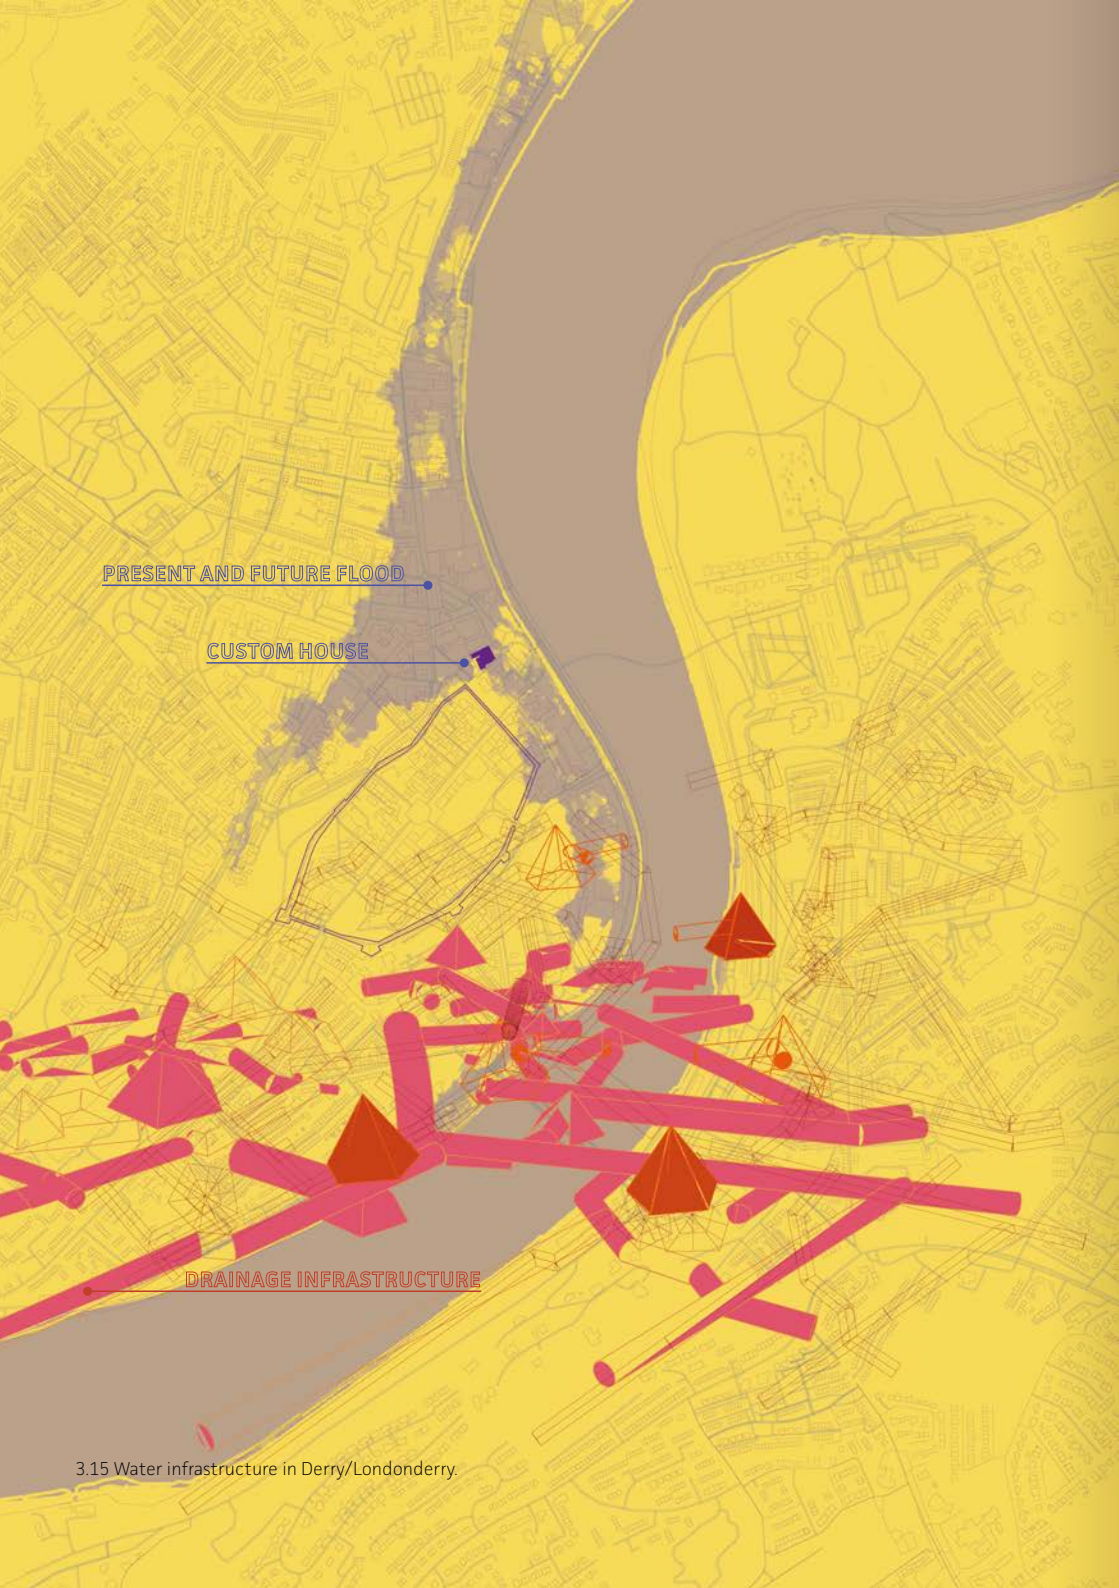 PRESENT AND FUTURE FLOOD
CUSTOM HOUSE
DRAINAGE INFRASTRUCTURE
3.15 Water infrastructure in Derry/Londonderry.